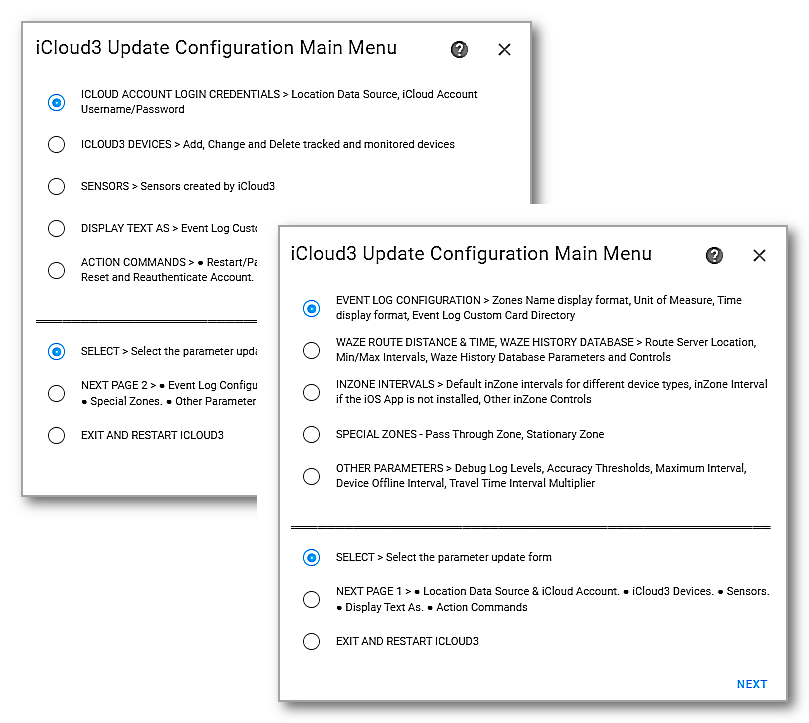 iCloud3 Update Configuration Main Menu
ICLOUD ACCOUNT LOGIN CREDENTIALS > Location Data Source, iCloud Account
Username/Password
ICLOUD3 DEVICES > Add, Change and Delete tracked and monitored devices
SENSORS > Sensors created by iCloud3
DISPLAY TEXT AS > Event Log
ACTION COMMANDS > ●
Reset and Reauthenticate Account.
SELECT > Select the parameter
NEXT PAGE 2 > ● Event Log
● Special Zones. ● Other Parameter
EXIT AND RESTART ICLOUD3
iCloud3 Update Configuration Main Menu
EVENT LOG CONFIGURATION > Zones Name display format, Unit of Measure, Time
display format, Event Log Custom Card Directory
WAZE ROUTE DISTANCE & TIME, WAZE HISTORY DATABASE > Route Server Location,
Min/Max Intervals, Waze History Database Parameters and Controls
INZONE INTERVALS > Default inZone intervals for different device types, inZone Interval
if the iOS App is not installed, Other inZone Controls
SPECIAL ZONES - Pass Through Zone, Stationary Zone
OTHER PARAMETERS > Debug Log Levels, Accuracy Thresholds, Maximum Interval,
Device Offline Interval, Travel Time Interval Multiplier
SELECT > Select the parameter update form
NEXT PAGE 1 > ● Location Data Source & iCloud Account. ● iCloud3 Devices. ● Sensors.
● Display Text As. ● Action Commands
EXIT AND RESTART ICLOUD3
NEXT